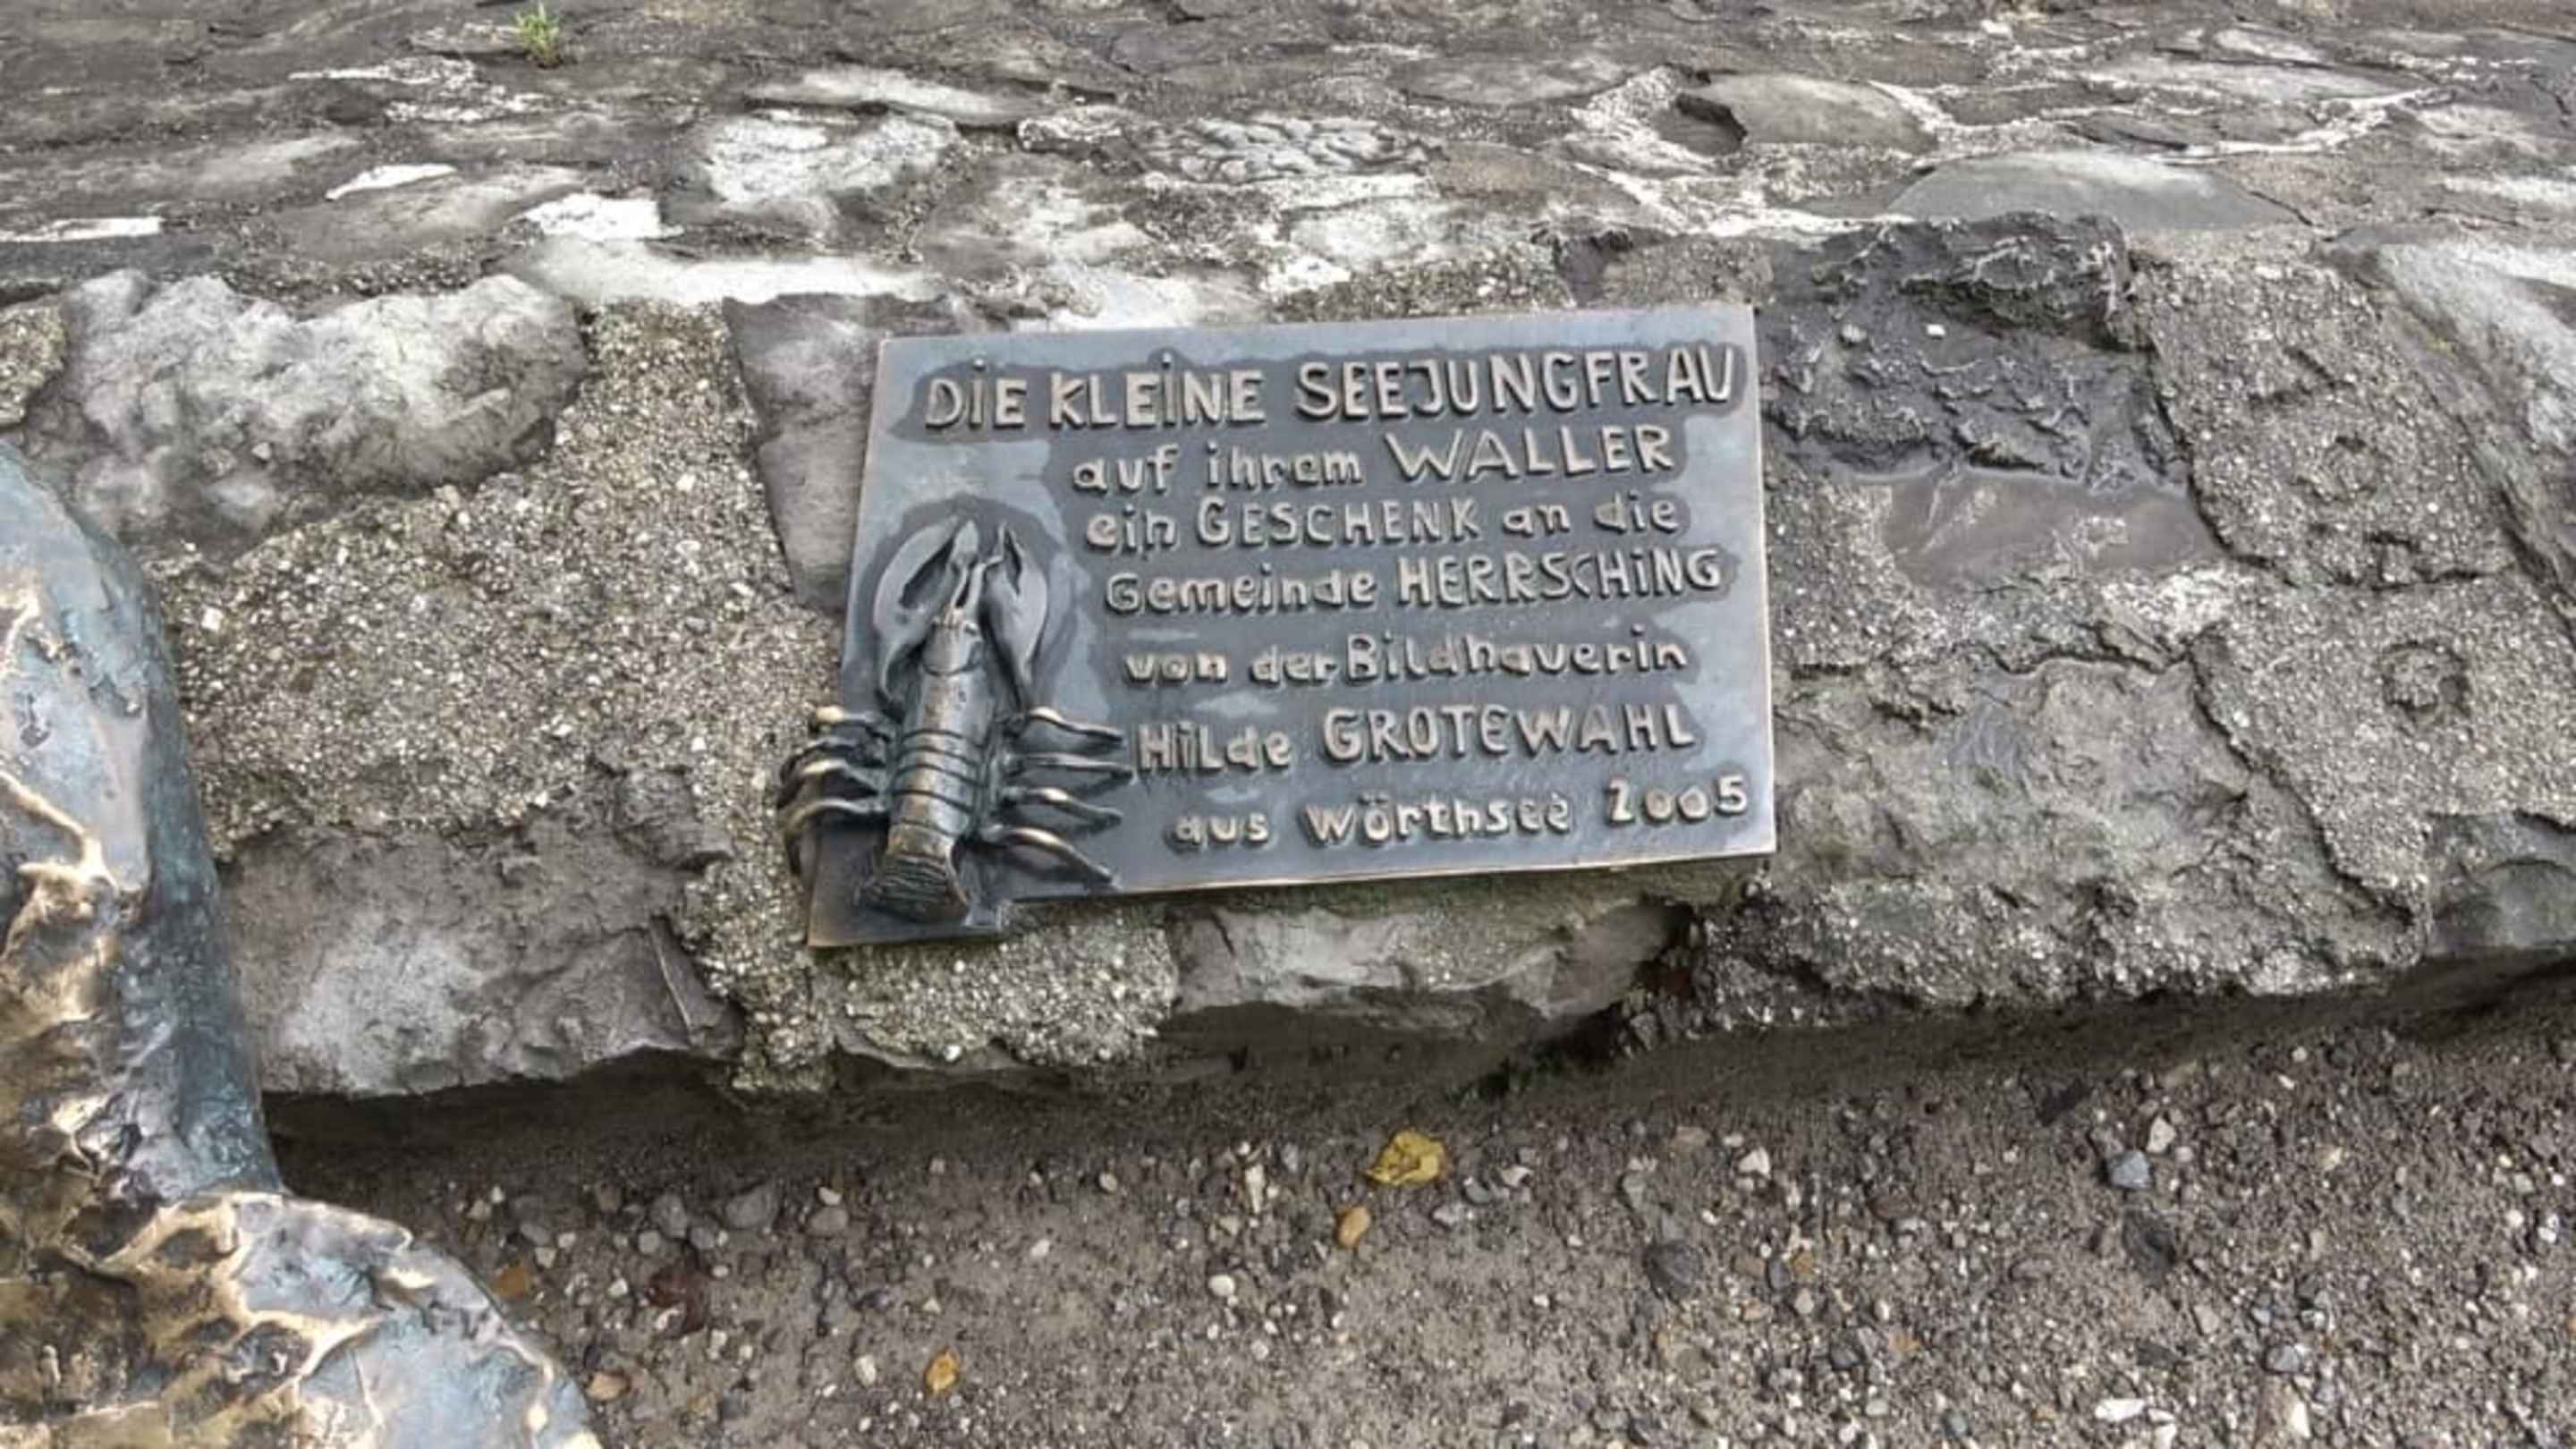 DiE KLEiNE SEEJUNGFRAU
auf ihrem WALLER
ein GESCHENK an die
Gemeinde HERRSCHiNG
von der Bildhauerin
HiLde GROTEWAHL
aus Wörthsee 2005